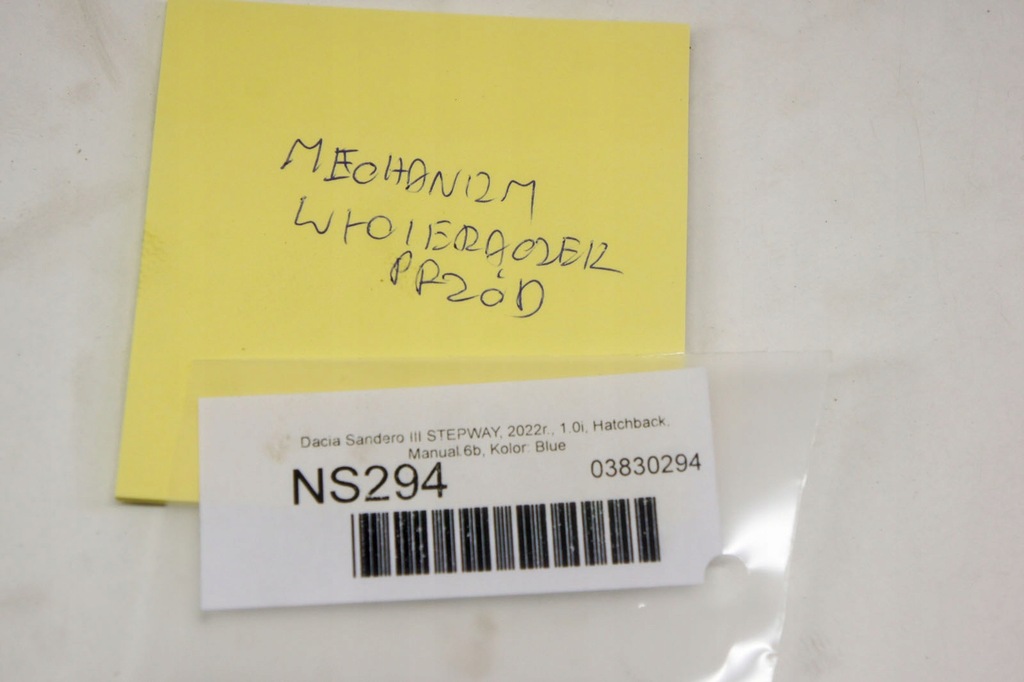 MECHANIZM
WYCIERACZEK
PRZÓD
Dacia Sandero III STEPWAY, 2022r., 1.0i, Hatchback,
Manual.6b, Kolor: Blue
NS294
03830294